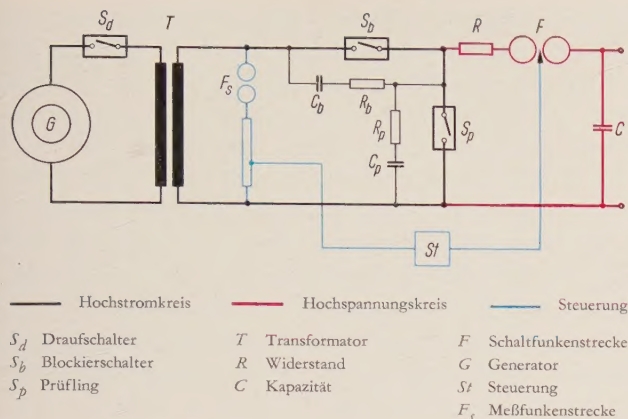 S_d
T
S_b
R
F
F_s
C_b
R_b
R_p
S_p
C_p
C
G
St
Hochstromkreis
Hochspannungskreis
Steuerung
S_d Draufschalter
T Transformator
F Schaltfunkenstrecke
S_b Blockierschalter
R Widerstand
G Generator
S_p Prüfling
C Kapazität
St Steuerung
F_s Meßfunkenstrecke